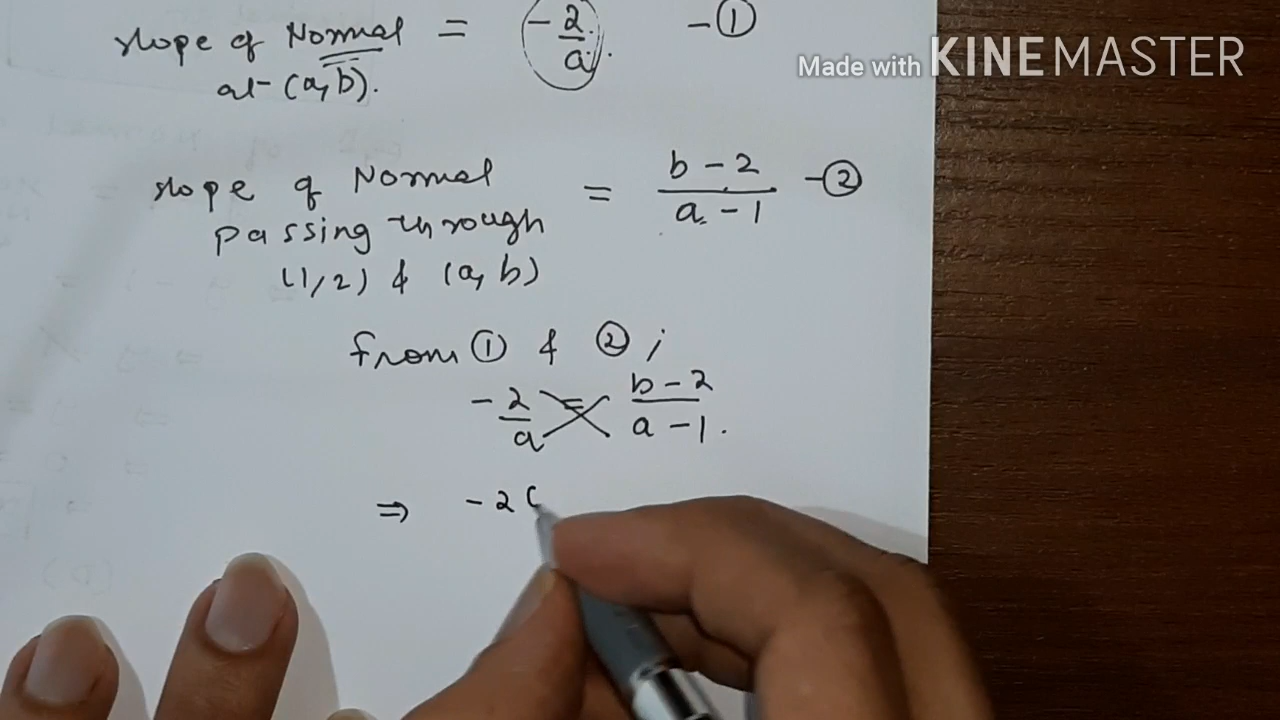 slope of Normal = -2/a. -①
at (a, b).
Made with KINEMASTER
slope of Normal = b-2/a-1 -②
passing through
(1,2) & (a, b)
from ① & ② ;
-2/a = b-2/a-1.
⇒ -2(